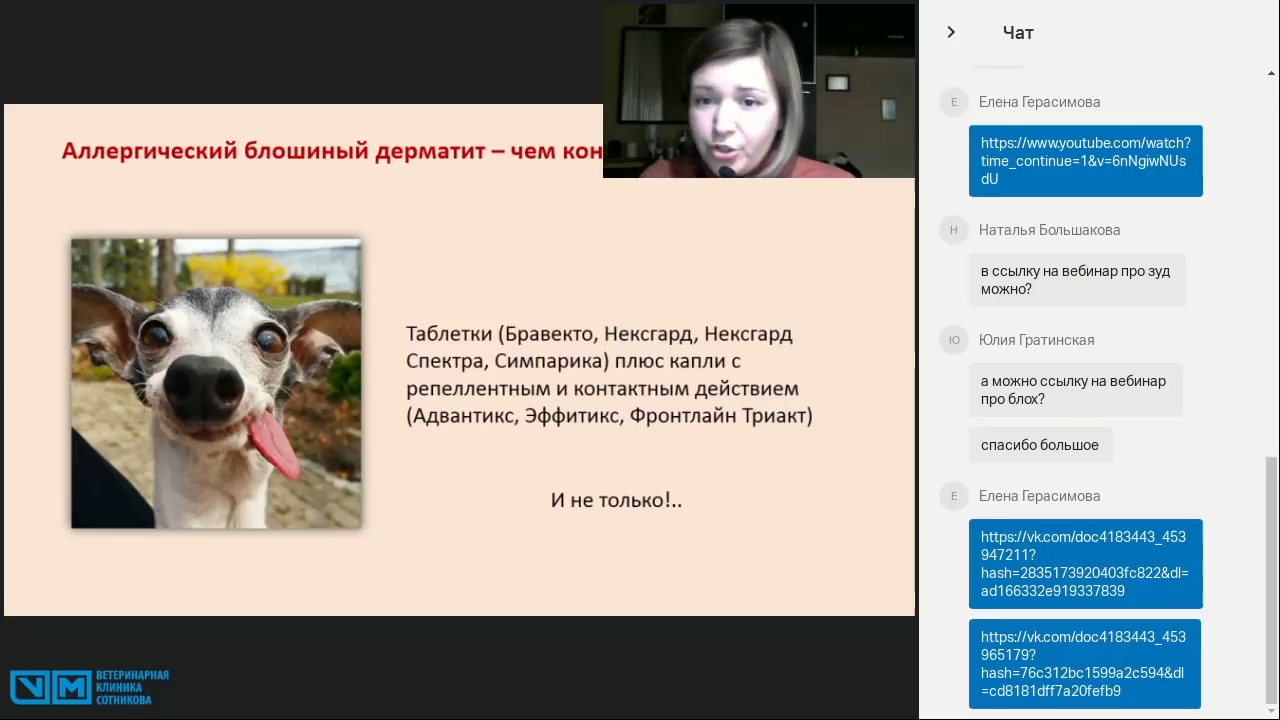 Аллергический блошиный дерматит – чем кон
Таблетки (Бравекто, Нексгард, Нексгард
Спектра, Симпарика) плюс капли с
репеллентным и контактным действием
(Адвантикс, Эффитикс, Фронтлайн Триакт)
И не только!..
VM ВЕТЕРИНАРНАЯ
КЛИНИКА
СОТНИКОВА
Чат
Е Елена Герасимова
https://www.youtube.com/watch?
time_continue=1&v=6nNgiwNUs
dU
Н Наталья Большакова
в ссылку на вебинар про зуд
можно?
Ю Юлия Гратинская
а можно ссылку на вебинар
про блох?
спасибо большое
Е Елена Герасимова
https://vk.com/doc4183443_453
947211?
hash=2835173920403fc822&dl=
ad166332e919337839
https://vk.com/doc4183443_453
965179?
hash=76c312bc1599a2c594&dl
=cd8181dff7a20fefb9